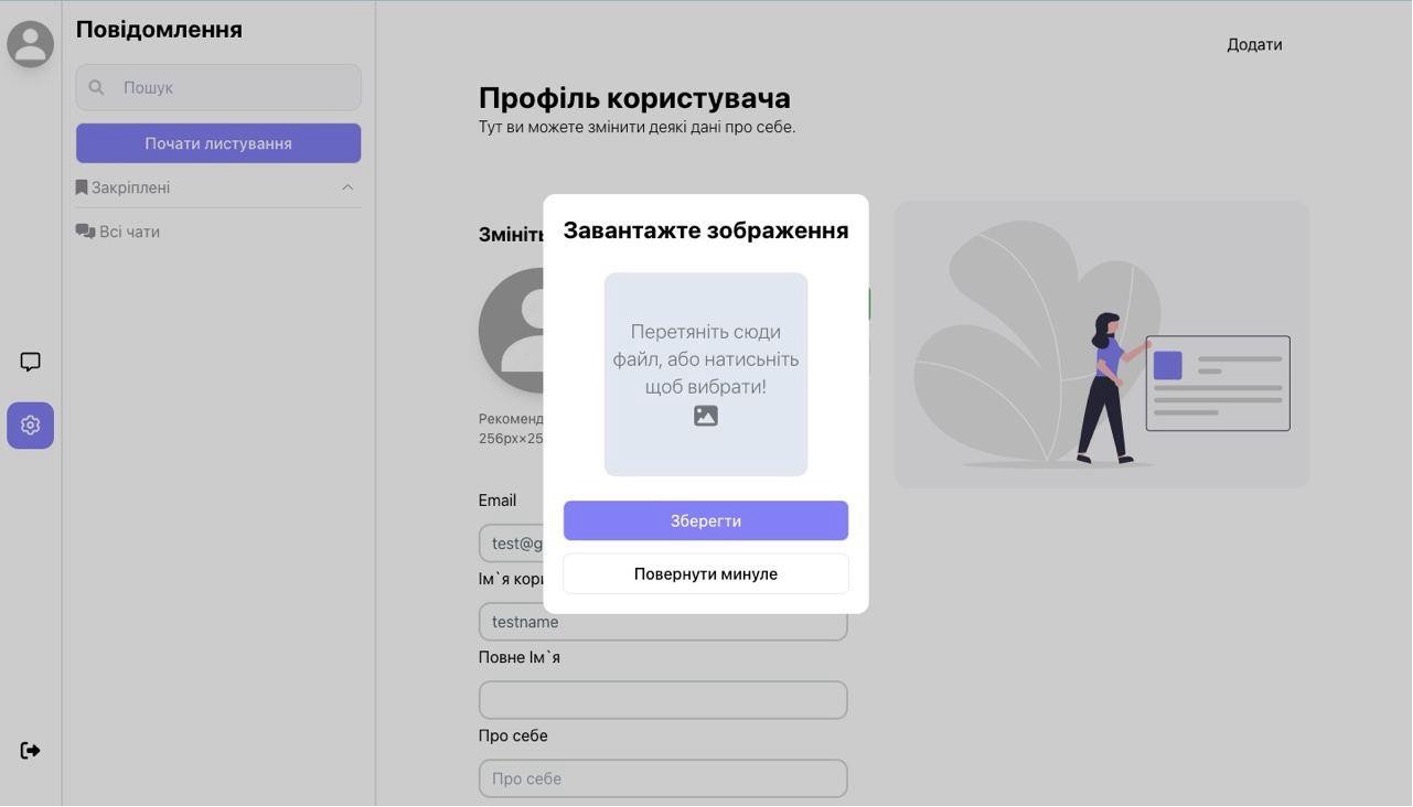 Повідомлення
Пошук
Почати листування
Закріплені
Всі чати
Додати
Профіль користувача
Тут ви можете змінити деякі дані про себе.
Змініть
Завантажте зображення
Перетяніть сюди
файл, або натисьніть
щоб вибрати!
Зберегти
Повернути минуле
Рекоменд
256px×25
Email
test@g
Ім`я кори
testname
Повне Ім`я
Про себе
Про себе